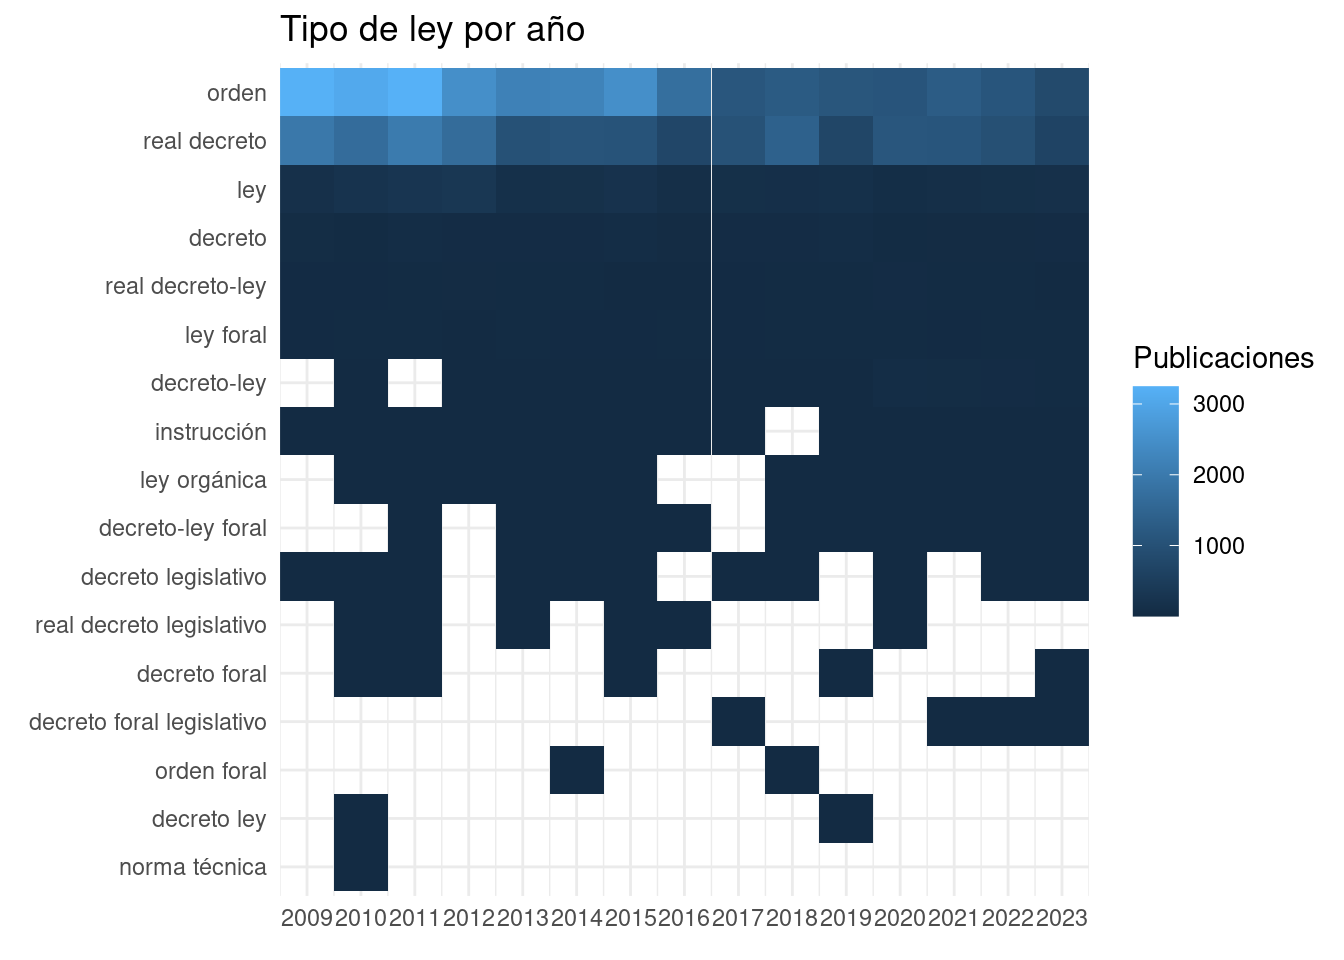 Tipo de ley por año
orden
real decreto
ley
decreto
real decreto-ley
ley foral
decreto-ley
instrucción
ley orgánica
decreto-ley foral
decreto legislativo
real decreto legislativo
decreto foral
decreto foral legislativo
orden foral
decreto ley
norma técnica
2009 2010 2011 2012 2013 2014 2015 2016 2017 2018 2019 2020 2021 2022 2023
Publicaciones
3000
2000
1000